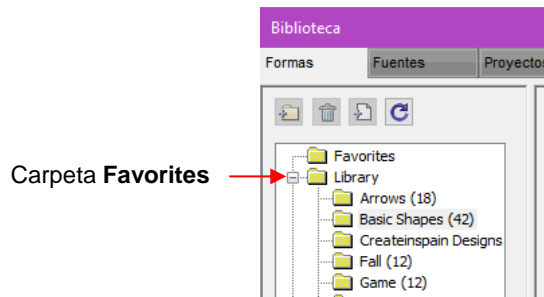 Biblioteca
Formas Fuentes Proyectos
Favorites
Carpeta Favorites Library
Arrows (18)
Basic Shapes (42)
Createinspain Designs
Fall (12)
Game (12)